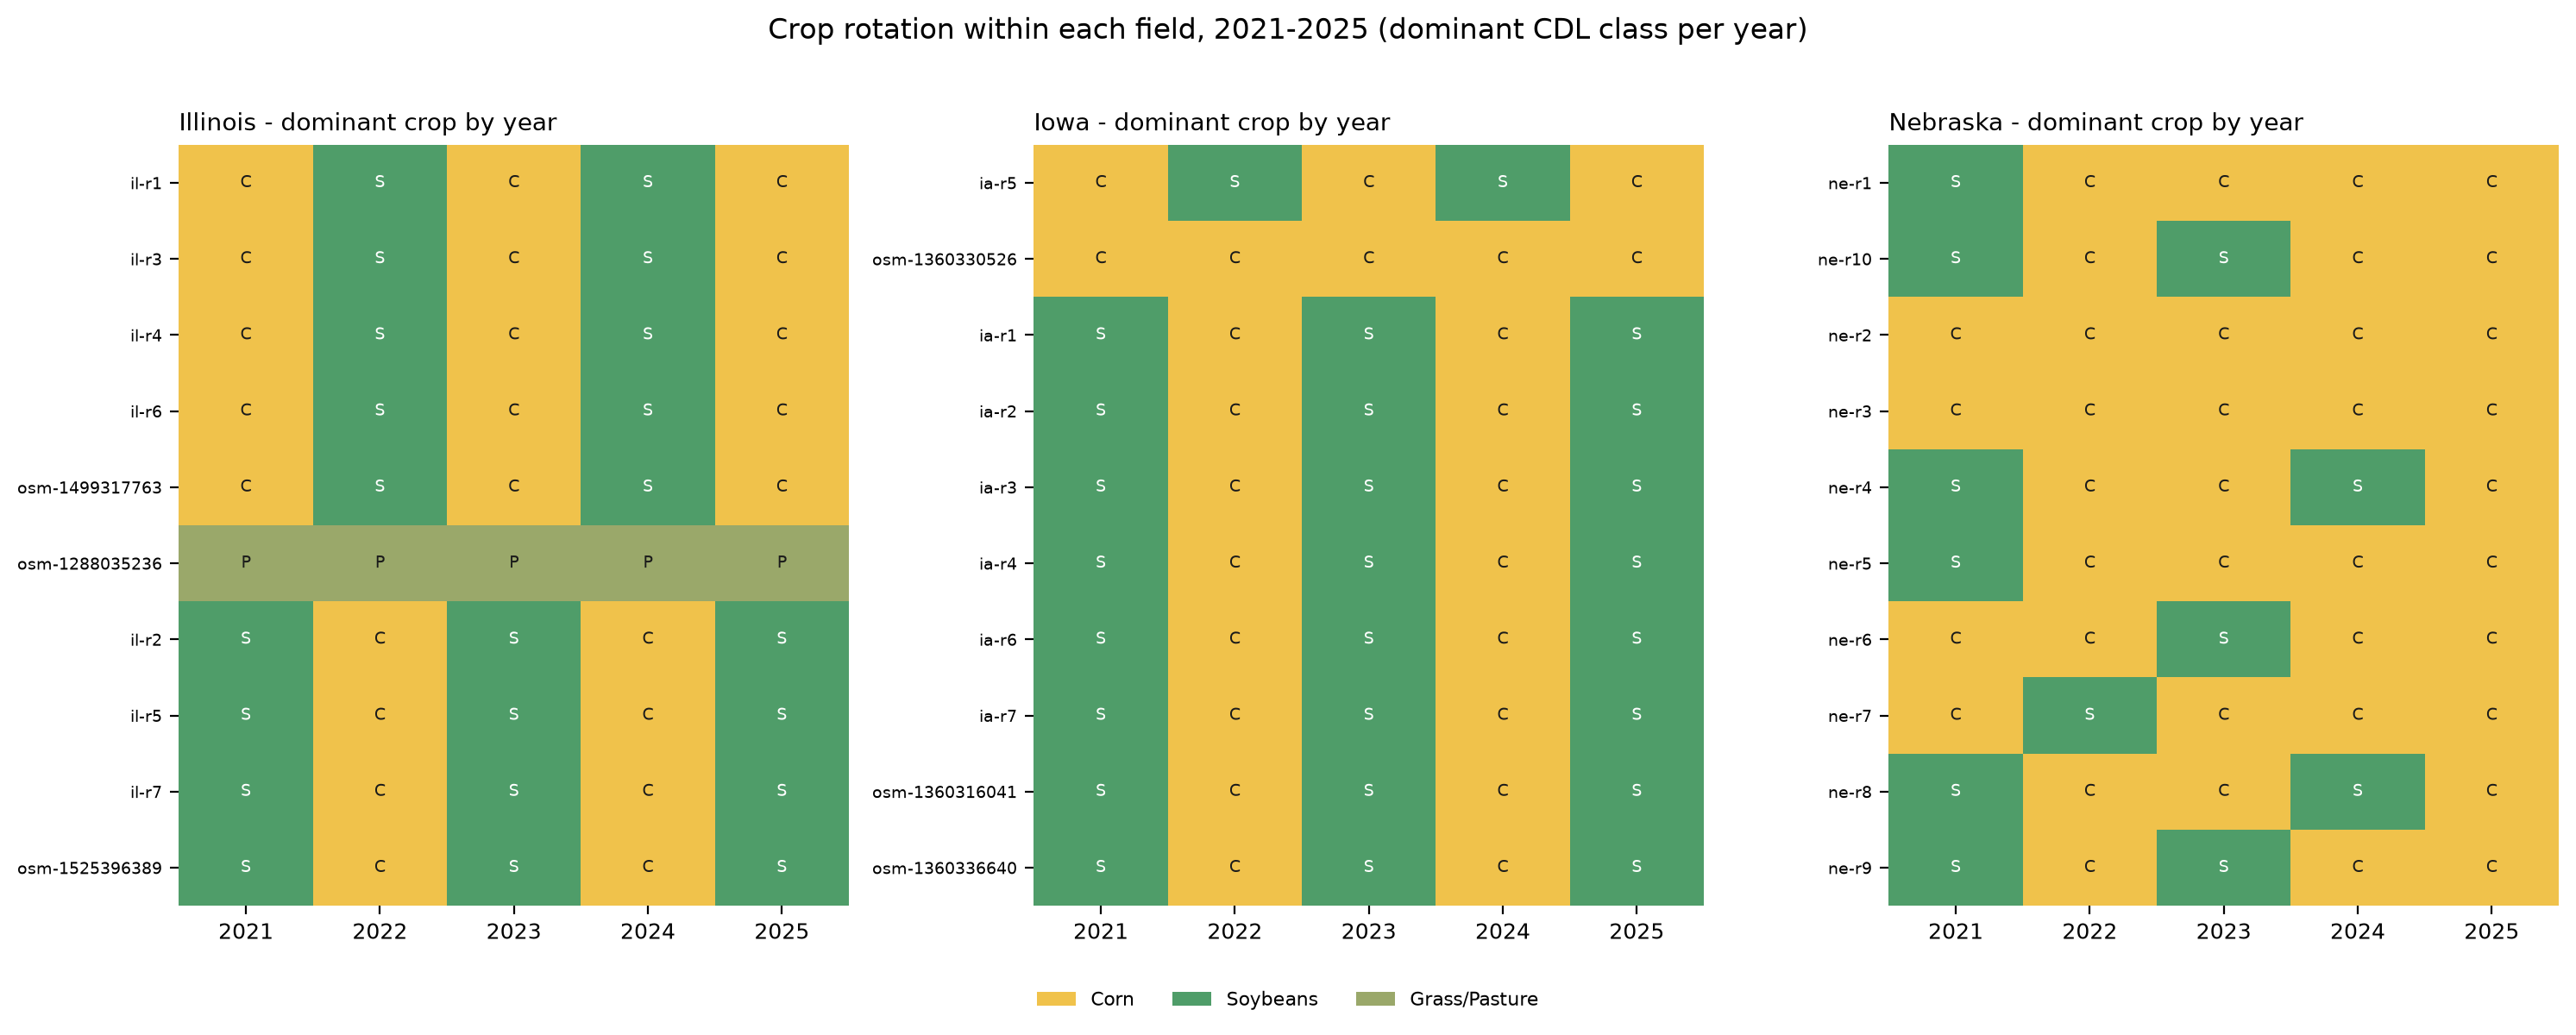 Crop rotation within each field, 2021-2025 (dominant CDL class per year)
Illinois - dominant crop by year
il-r1 C S C S C
il-r3 C S C S C
il-r4 C S C S C
il-r6 C S C S C
osm-1499317763 C S C S C
osm-1288035236 P P P P P
il-r2 S C S C S
il-r5 S C S C S
il-r7 S C S C S
osm-1525396389 S C S C S
2021 2022 2023 2024 2025
Iowa - dominant crop by year
ia-r5 C S C S C
osm-1360330526 C C C C C
ia-r1 S C S C S
ia-r2 S C S C S
ia-r3 S C S C S
ia-r4 S C S C S
ia-r6 S C S C S
ia-r7 S C S C S
osm-1360316041 S C S C S
osm-1360336640 S C S C S
2021 2022 2023 2024 2025
Nebraska - dominant crop by year
ne-r1 S C C C C
ne-r10 S C S C C
ne-r2 C C C C C
ne-r3 C C C C C
ne-r4 S C C S C
ne-r5 S C C C C
ne-r6 C C S C C
ne-r7 C S C C C
ne-r8 S C C S C
ne-r9 S C S C C
2021 2022 2023 2024 2025
Corn Soybeans Grass/Pasture